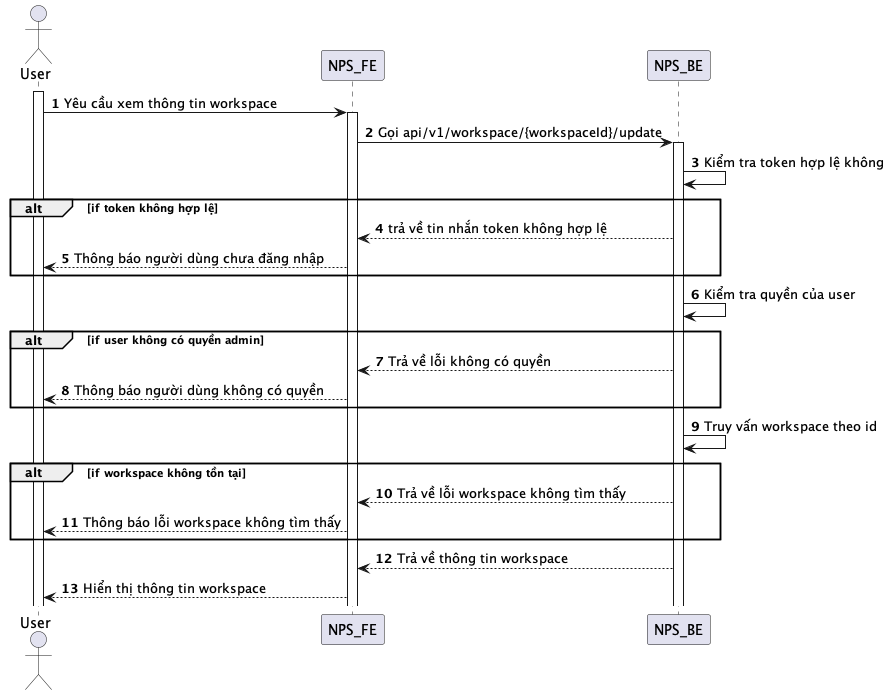 User
NPS_FE
NPS_BE
1 Yêu cầu xem thông tin workspace
2 Gọi api/v1/workspace/{workspaceId}/update
3 Kiểm tra token hợp lệ không
alt [if token không hợp lệ]
4 trả về tin nhắn token không hợp lệ
5 Thông báo người dùng chưa đăng nhập
6 Kiểm tra quyền của user
alt [if user không có quyền admin]
7 Trả về lỗi không có quyền
8 Thông báo người dùng không có quyền
9 Truy vấn workspace theo id
alt [if workspace không tồn tại]
10 Trả về lỗi workspace không tìm thấy
11 Thông báo lỗi workspace không tìm thấy
12 Trả về thông tin workspace
13 Hiển thị thông tin workspace
User
NPS_FE
NPS_BE